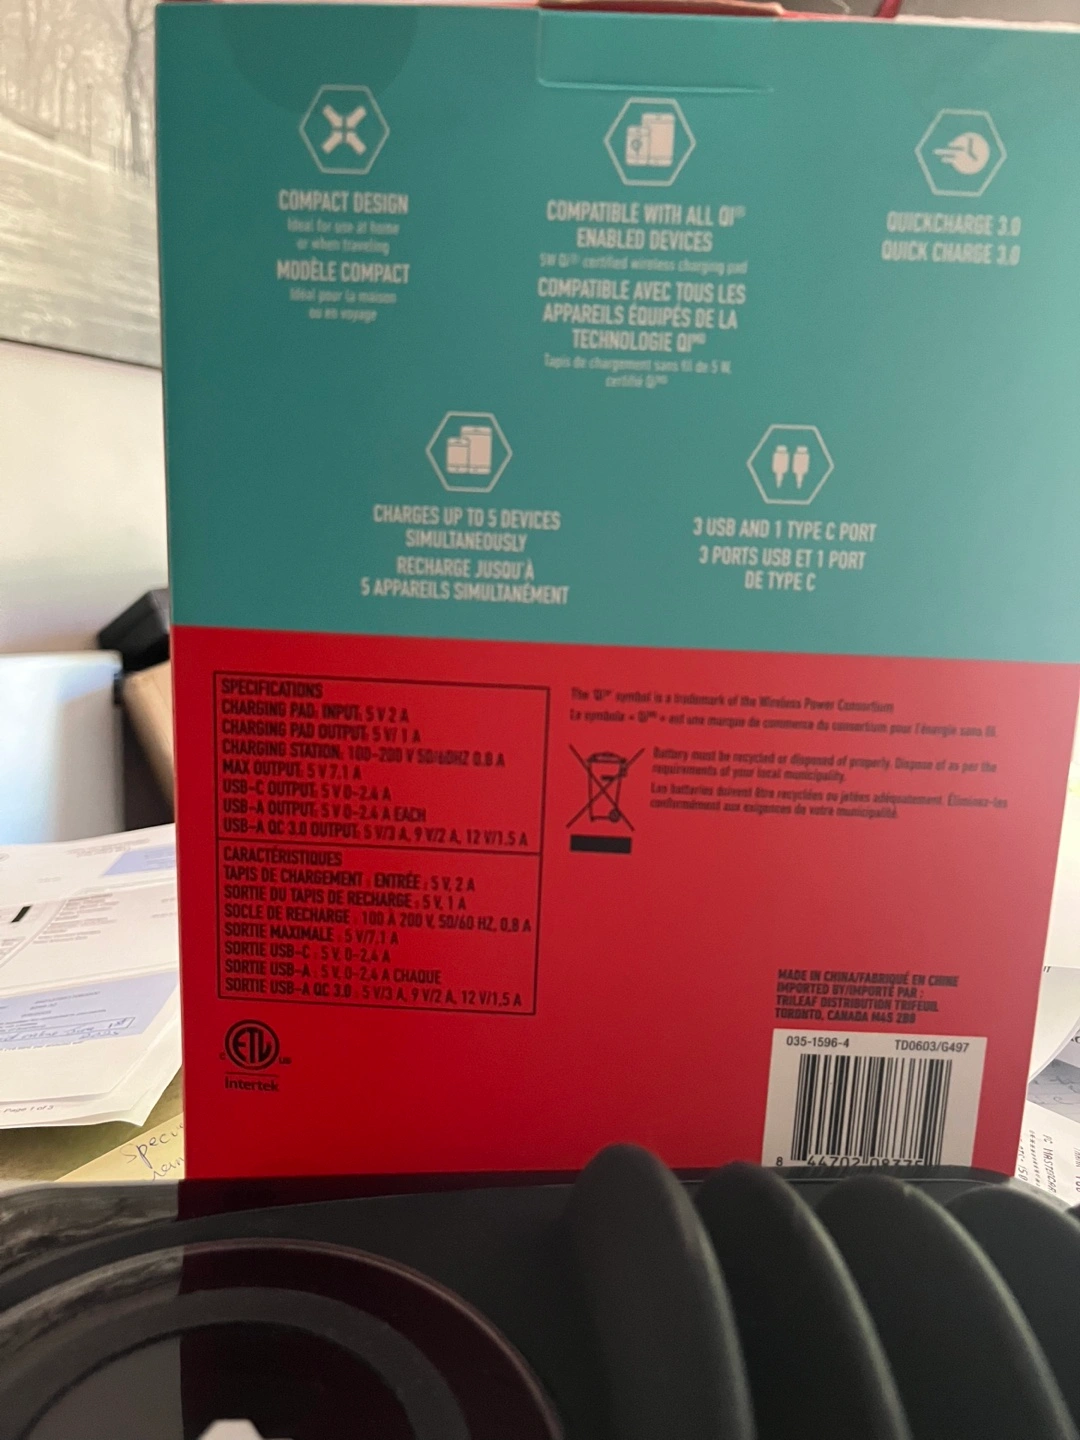 COMPACT DESIGN
Ideal for use at home
or when traveling
MODÈLE COMPACT
Idéal pour la maison
ou en voyage
COMPATIBLE WITH ALL QI®
ENABLED DEVICES
5W Qi certified wireless charging pad
COMPATIBLE AVEC TOUS LES
APPAREILS ÉQUIPÉS DE LA
TECHNOLOGIE QI MD
Tapis de chargement sans fil de 5 W
certifié Qi MD
QUICKCHARGE 3.0
QUICK CHARGE 3.0
CHARGES UP TO 5 DEVICES
SIMULTANEOUSLY
RECHARGE JUSQU'À
5 APPAREILS SIMULTANÉMENT
3 USB AND 1 TYPE C PORT
3 PORTS USB ET 1 PORT
DE TYPE C
SPECIFICATIONS
CHARGING PAD: INPUT: 5 V 2 A
CHARGING PAD OUTPUT: 5 V/ 1 A
CHARGING STATION: 100-200 V 50/60HZ 0.8 A
MAX OUTPUT: 5 V 7.1 A
USB-C OUTPUT: 5 V 0-2.4 A
USB-A OUTPUT: 5 V 0-2.4 A EACH
USB-A QC 3.0 OUTPUT: 5 V/3 A, 9 V/2 A, 12 V/1.5 A
CARACTÉRISTIQUES
TAPIS DE CHARGEMENT : ENTRÉE : 5 V, 2 A
SORTIE DU TAPIS DE RECHARGE : 5 V, 1 A
SOCLE DE RECHARGE : 100 À 200 V, 50/60 HZ, 0,8 A
SORTIE MAXIMALE : 5 V/7,1 A
SORTIE USB-C : 5 V, 0-2,4 A
SORTIE USB-A : 5 V, 0-2,4 A CHAQUE
SORTIE USB-A QC 3.0 : 5 V/3 A, 9 V/2 A, 12 V/1,5 A
The Qi symbol is a trademark of the Wireless Power Consortium
Le symbole « Qi » est une marque de commerce du consortium pour l'énergie sans fil
Battery must be recycled or disposed of properly. Dispose of as per the
requirements of your local municipality.
Les batteries doivent être recyclées ou jetées adéquatement. Éliminez-les
conformément aux exigences de votre municipalité.
C ETL US
Intertek
MADE IN CHINA/FABRIQUÉ EN CHINE
IMPORTED BY/IMPORTÉ PAR :
TRILEAF DISTRIBUTION TRIFEUIL
TORONTO, CANADA M4S 2B8
035-1596-4 TD0603/G497
8 44702 08375
Page 1 of 3